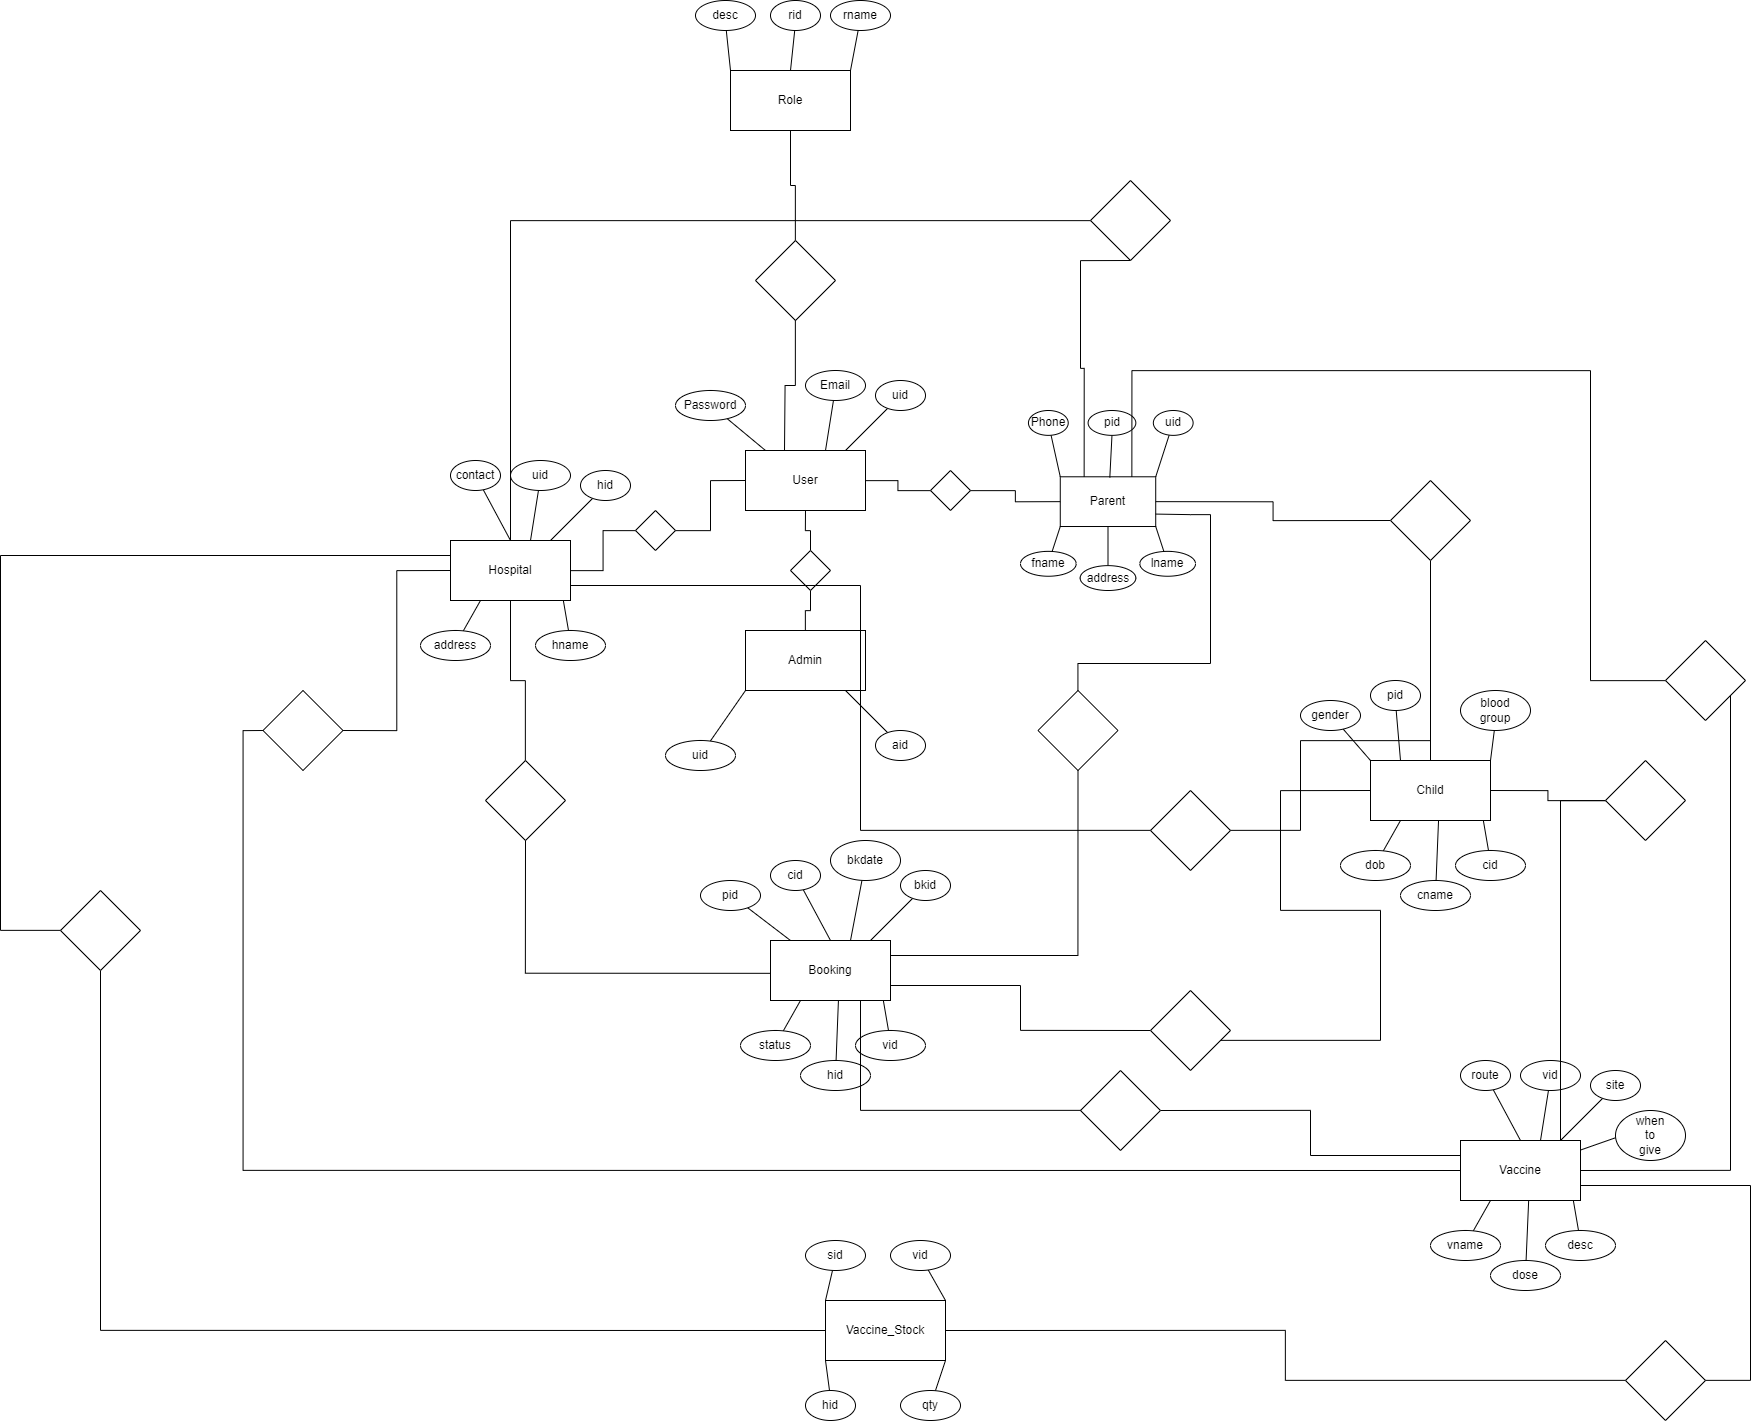 desc
rid
rname
Role
Password
Email
uid
User
Phone
pid
uid
Parent
fname
address
lname
contact
uid
hid
Hospital
address
hname
Admin
uid
aid
gender
pid
blood
group
Child
dob
cname
cid
pid
cid
bkdate
bkid
Booking
status
hid
vid
route
vid
site
when
to
give
Vaccine
vname
dose
desc
sid
vid
Vaccine_Stock
hid
qty